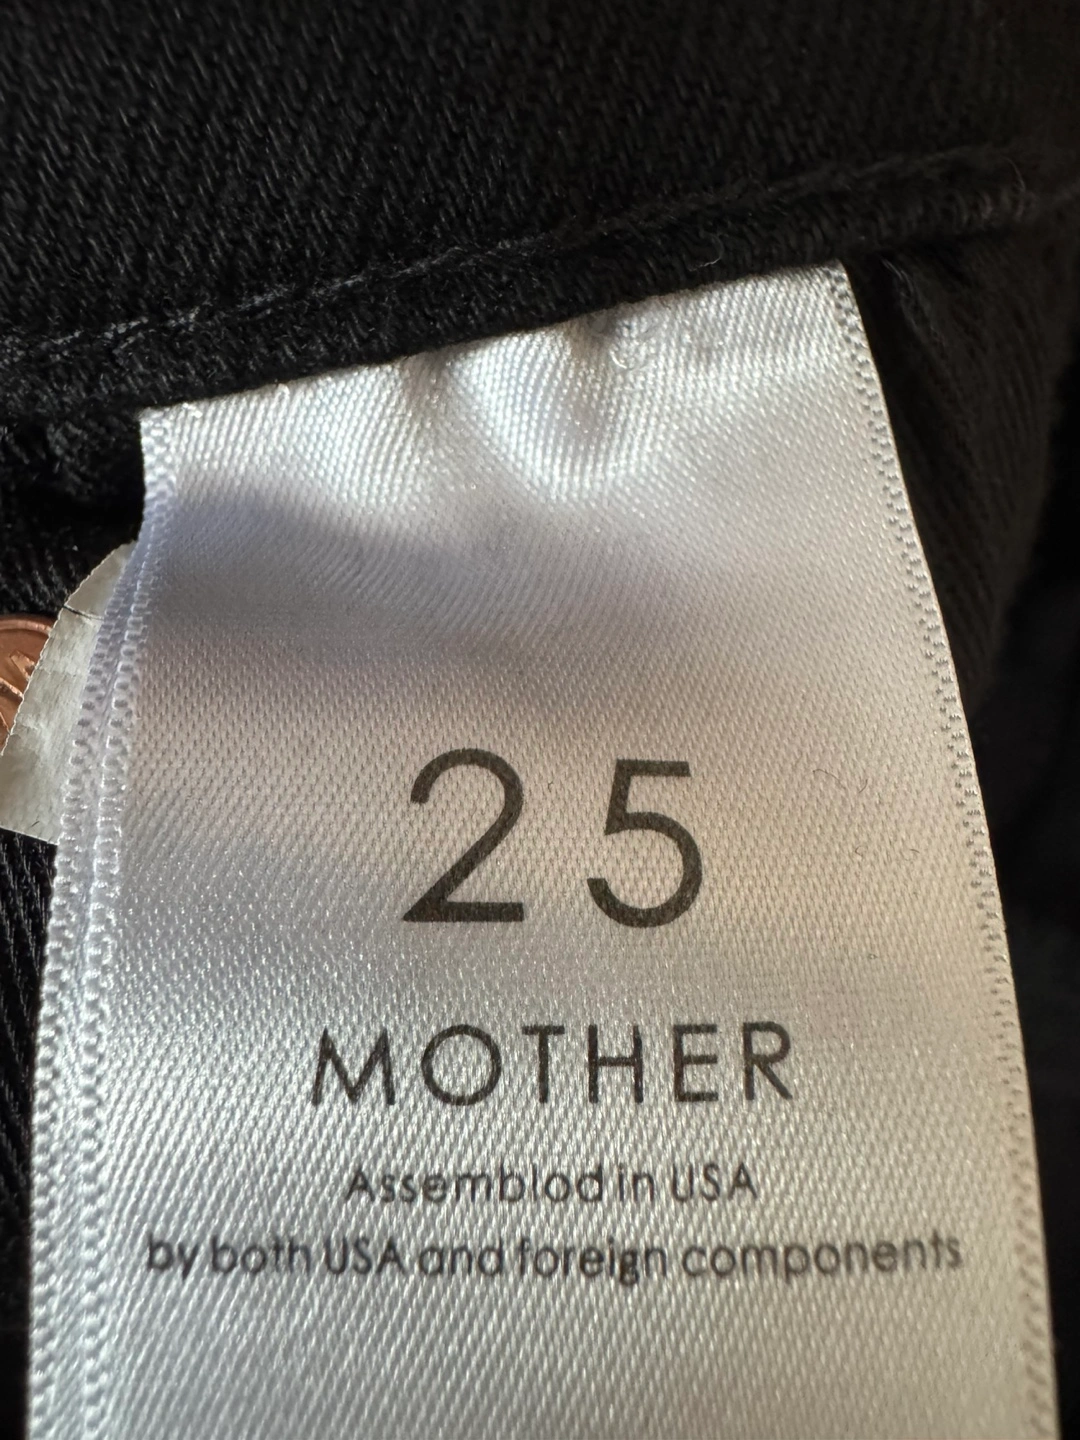 25
MOTHER
Assemblod in USA
by both USA and foreign components